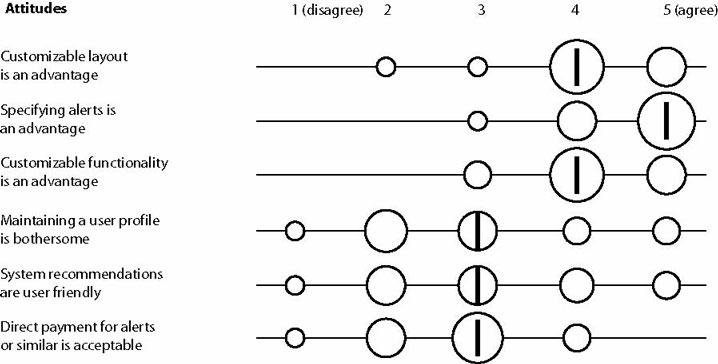 Attitudes 1 (disagree) 2 3 4 5 (agree)
Customizable layout
is an advantage
Specifying alerts is
an advantage
Customizable functionality
is an advantage
Maintaining a user profile
is bothersome
System recommendations
are user friendly
Direct payment for alerts
or similar is acceptable